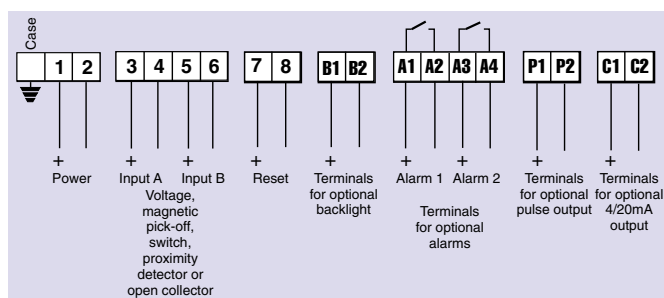 Case
1 2 3 4 5 6 7 8 B1 B2 A1 A2 A3 A4 P1 P2 C1 C2
+ + + + + + + + +
Power
Input A Input B
Voltage,
magnetic
pick-off,
switch,
proximity
detector or
open collector
Reset
Terminals
for optional
backlight
Alarm 1 Alarm 2
Terminals
for optional
alarms
Terminals
for optional
pulse output
Terminals
for optional
4/20mA
output